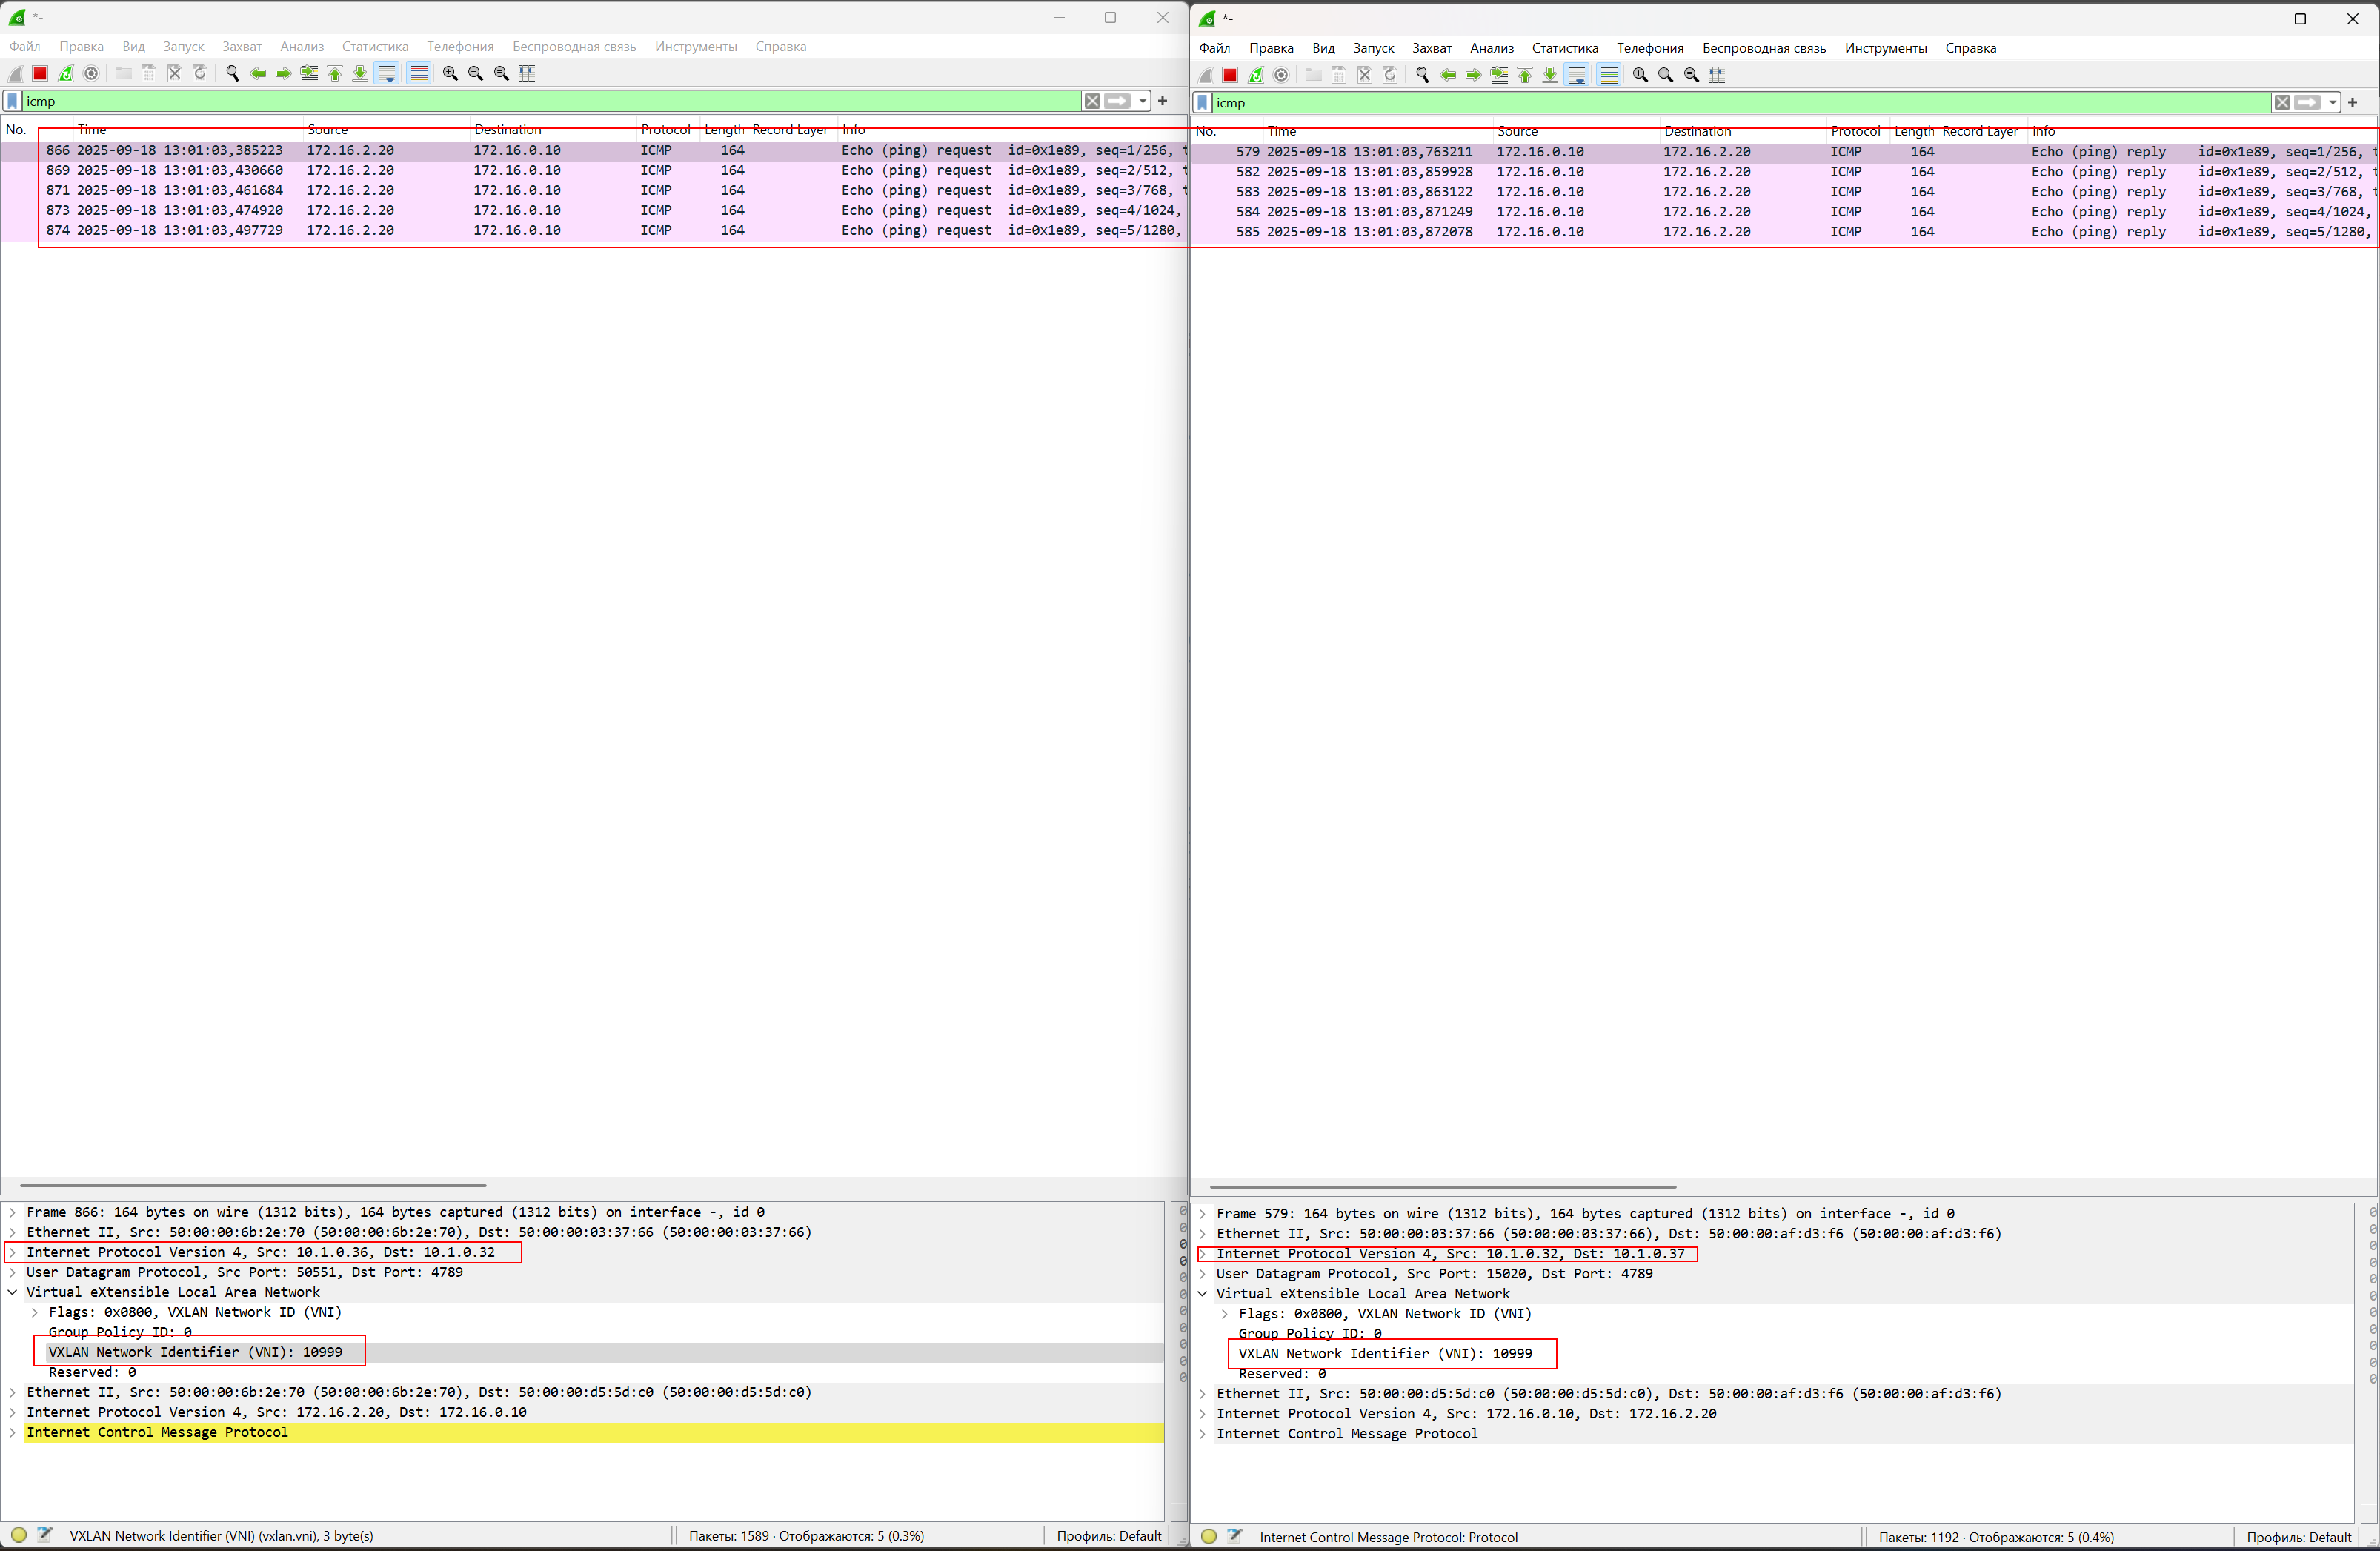 *-
Файл Правка Вид Запуск Захват Анализ Статистика Телефония Беспроводная связь Инструменты Справка
icmp
No. Time Source Destination Protocol Length Record Layer Info
866 2025-09-18 13:01:03,385223 172.16.2.20 172.16.0.10 ICMP 164 Echo (ping) request id=0x1e89, seq=1/256, t
869 2025-09-18 13:01:03,430660 172.16.2.20 172.16.0.10 ICMP 164 Echo (ping) request id=0x1e89, seq=2/512, t
871 2025-09-18 13:01:03,461684 172.16.2.20 172.16.0.10 ICMP 164 Echo (ping) request id=0x1e89, seq=3/768, t
873 2025-09-18 13:01:03,474920 172.16.2.20 172.16.0.10 ICMP 164 Echo (ping) request id=0x1e89, seq=4/1024,
874 2025-09-18 13:01:03,497729 172.16.2.20 172.16.0.10 ICMP 164 Echo (ping) request id=0x1e89, seq=5/1280,
Frame 866: 164 bytes on wire (1312 bits), 164 bytes captured (1312 bits) on interface -, id 0
Ethernet II, Src: 50:00:00:6b:2e:70 (50:00:00:6b:2e:70), Dst: 50:00:00:03:37:66 (50:00:00:03:37:66)
Internet Protocol Version 4, Src: 10.1.0.36, Dst: 10.1.0.32
User Datagram Protocol, Src Port: 50551, Dst Port: 4789
Virtual eXtensible Local Area Network
Flags: 0x0800, VXLAN Network ID (VNI)
Group Policy ID: 0
VXLAN Network Identifier (VNI): 10999
Reserved: 0
Ethernet II, Src: 50:00:00:6b:2e:70 (50:00:00:6b:2e:70), Dst: 50:00:00:d5:5d:c0 (50:00:00:d5:5d:c0)
Internet Protocol Version 4, Src: 172.16.2.20, Dst: 172.16.0.10
Internet Control Message Protocol
VXLAN Network Identifier (VNI) (vxlan.vni), 3 byte(s) Пакеты: 1589 · Отображаются: 5 (0.3%) Профиль: Default
*-
Файл Правка Вид Запуск Захват Анализ Статистика Телефония Беспроводная связь Инструменты Справка
icmp
No. Time Source Destination Protocol Length Record Layer Info
579 2025-09-18 13:01:03,763211 172.16.0.10 172.16.2.20 ICMP 164 Echo (ping) reply id=0x1e89, seq=1/256, t
582 2025-09-18 13:01:03,859928 172.16.0.10 172.16.2.20 ICMP 164 Echo (ping) reply id=0x1e89, seq=2/512, t
583 2025-09-18 13:01:03,863122 172.16.0.10 172.16.2.20 ICMP 164 Echo (ping) reply id=0x1e89, seq=3/768, t
584 2025-09-18 13:01:03,871249 172.16.0.10 172.16.2.20 ICMP 164 Echo (ping) reply id=0x1e89, seq=4/1024,
585 2025-09-18 13:01:03,872078 172.16.0.10 172.16.2.20 ICMP 164 Echo (ping) reply id=0x1e89, seq=5/1280,
Frame 579: 164 bytes on wire (1312 bits), 164 bytes captured (1312 bits) on interface -, id 0
Ethernet II, Src: 50:00:00:03:37:66 (50:00:00:03:37:66), Dst: 50:00:00:af:d3:f6 (50:00:00:af:d3:f6)
Internet Protocol Version 4, Src: 10.1.0.32, Dst: 10.1.0.37
User Datagram Protocol, Src Port: 15020, Dst Port: 4789
Virtual eXtensible Local Area Network
Flags: 0x0800, VXLAN Network ID (VNI)
Group Policy ID: 0
VXLAN Network Identifier (VNI): 10999
Reserved: 0
Ethernet II, Src: 50:00:00:d5:5d:c0 (50:00:00:d5:5d:c0), Dst: 50:00:00:af:d3:f6 (50:00:00:af:d3:f6)
Internet Protocol Version 4, Src: 172.16.0.10, Dst: 172.16.2.20
Internet Control Message Protocol
Internet Control Message Protocol: Protocol Пакеты: 1192 · Отображаются: 5 (0.4%) Профиль: Default